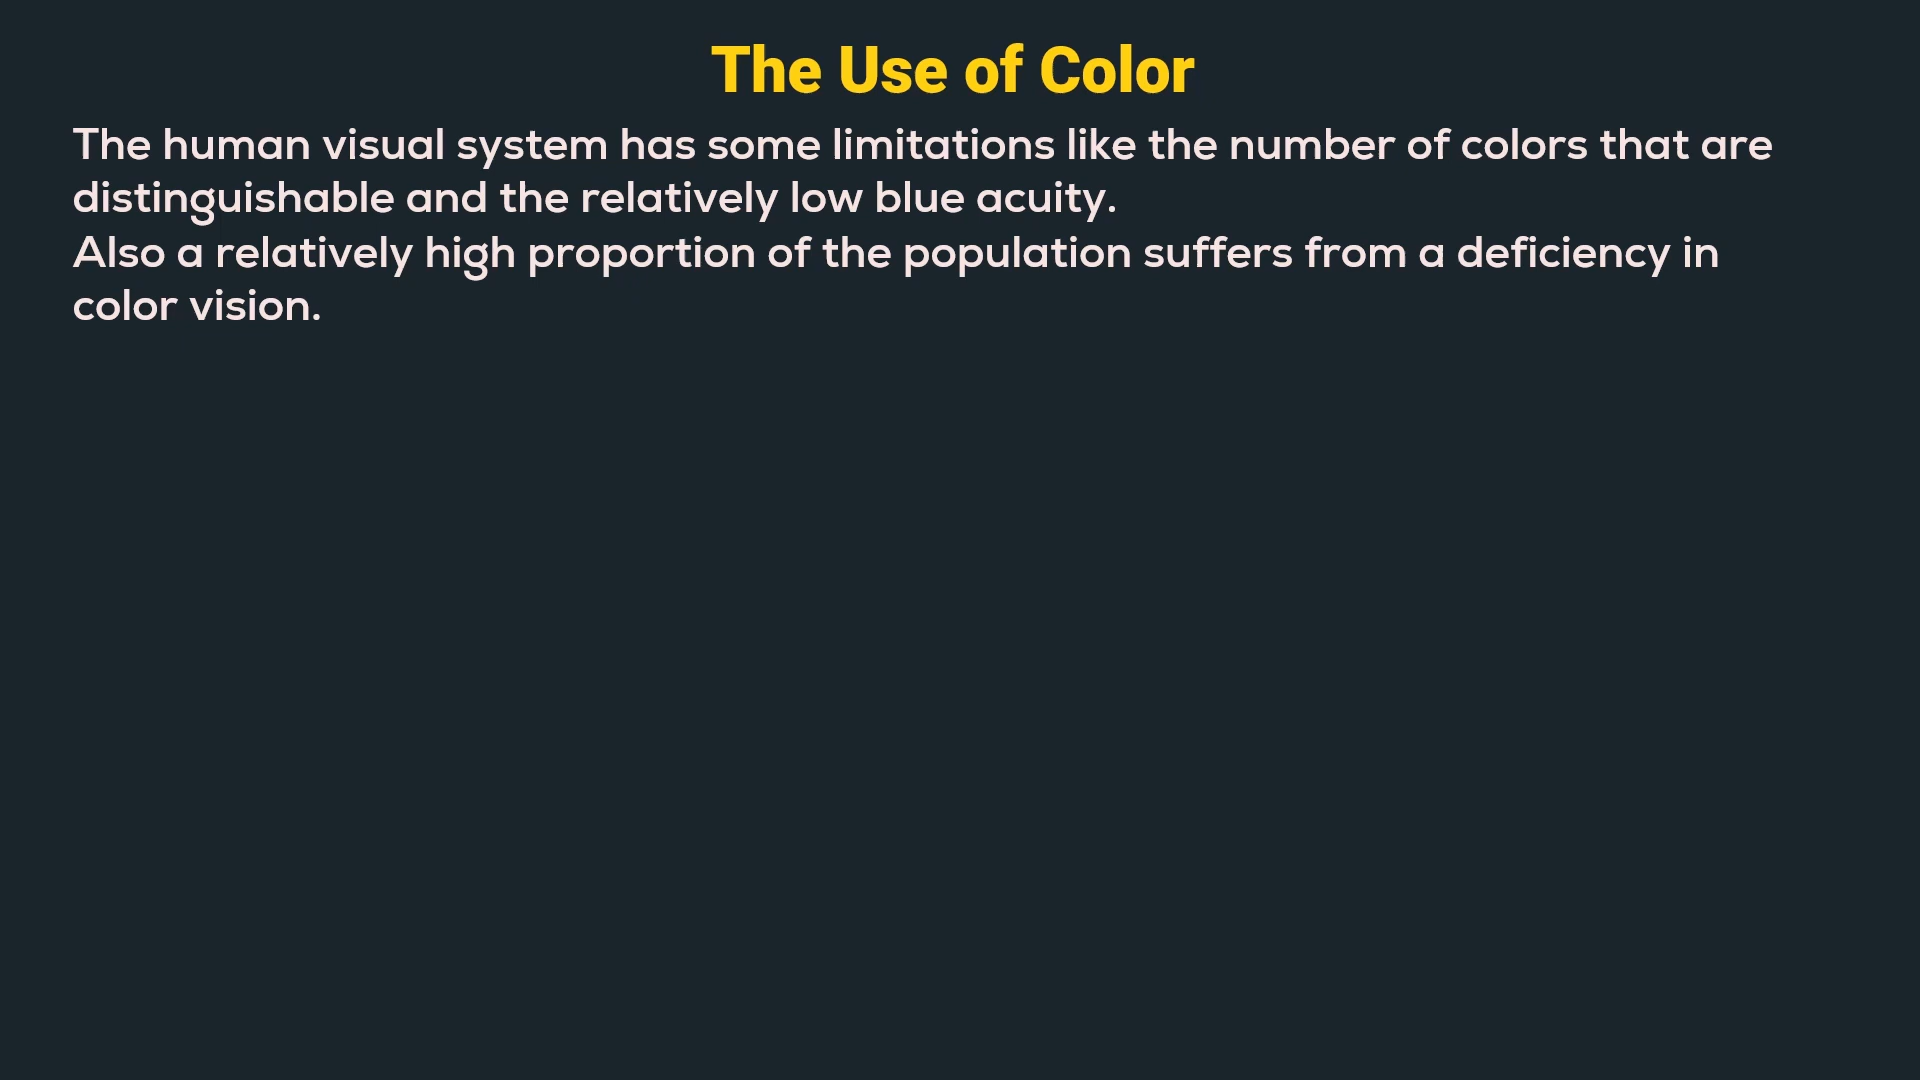 The Use of Color
The human visual system has some limitations like the number of colors that are
distinguishable and the relatively low blue acuity.
Also a relatively high proportion of the population suffers from a deficiency in
color vision.